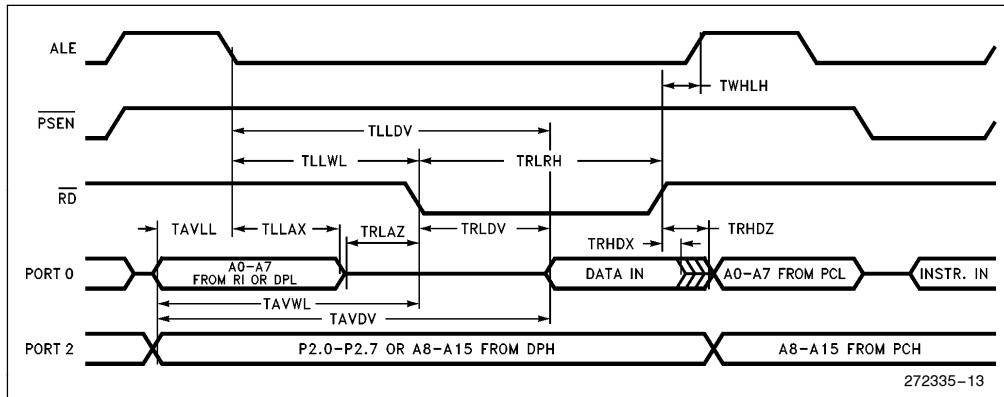 ALE
TWHLH
PSEN
TLLDV
TLLWL
TRLRH
RD
TAVLL
TLLAX
TRLAZ
TRLDV
TRHDX
TRHDZ
PORT 0
A0-A7
FROM RI OR DPL
DATA IN
A0-A7 FROM PCL
INSTR. IN
TAVWL
TAVDV
PORT 2
P2.0-P2.7 OR A8-A15 FROM DPH
A8-A15 FROM PCH
272335-13